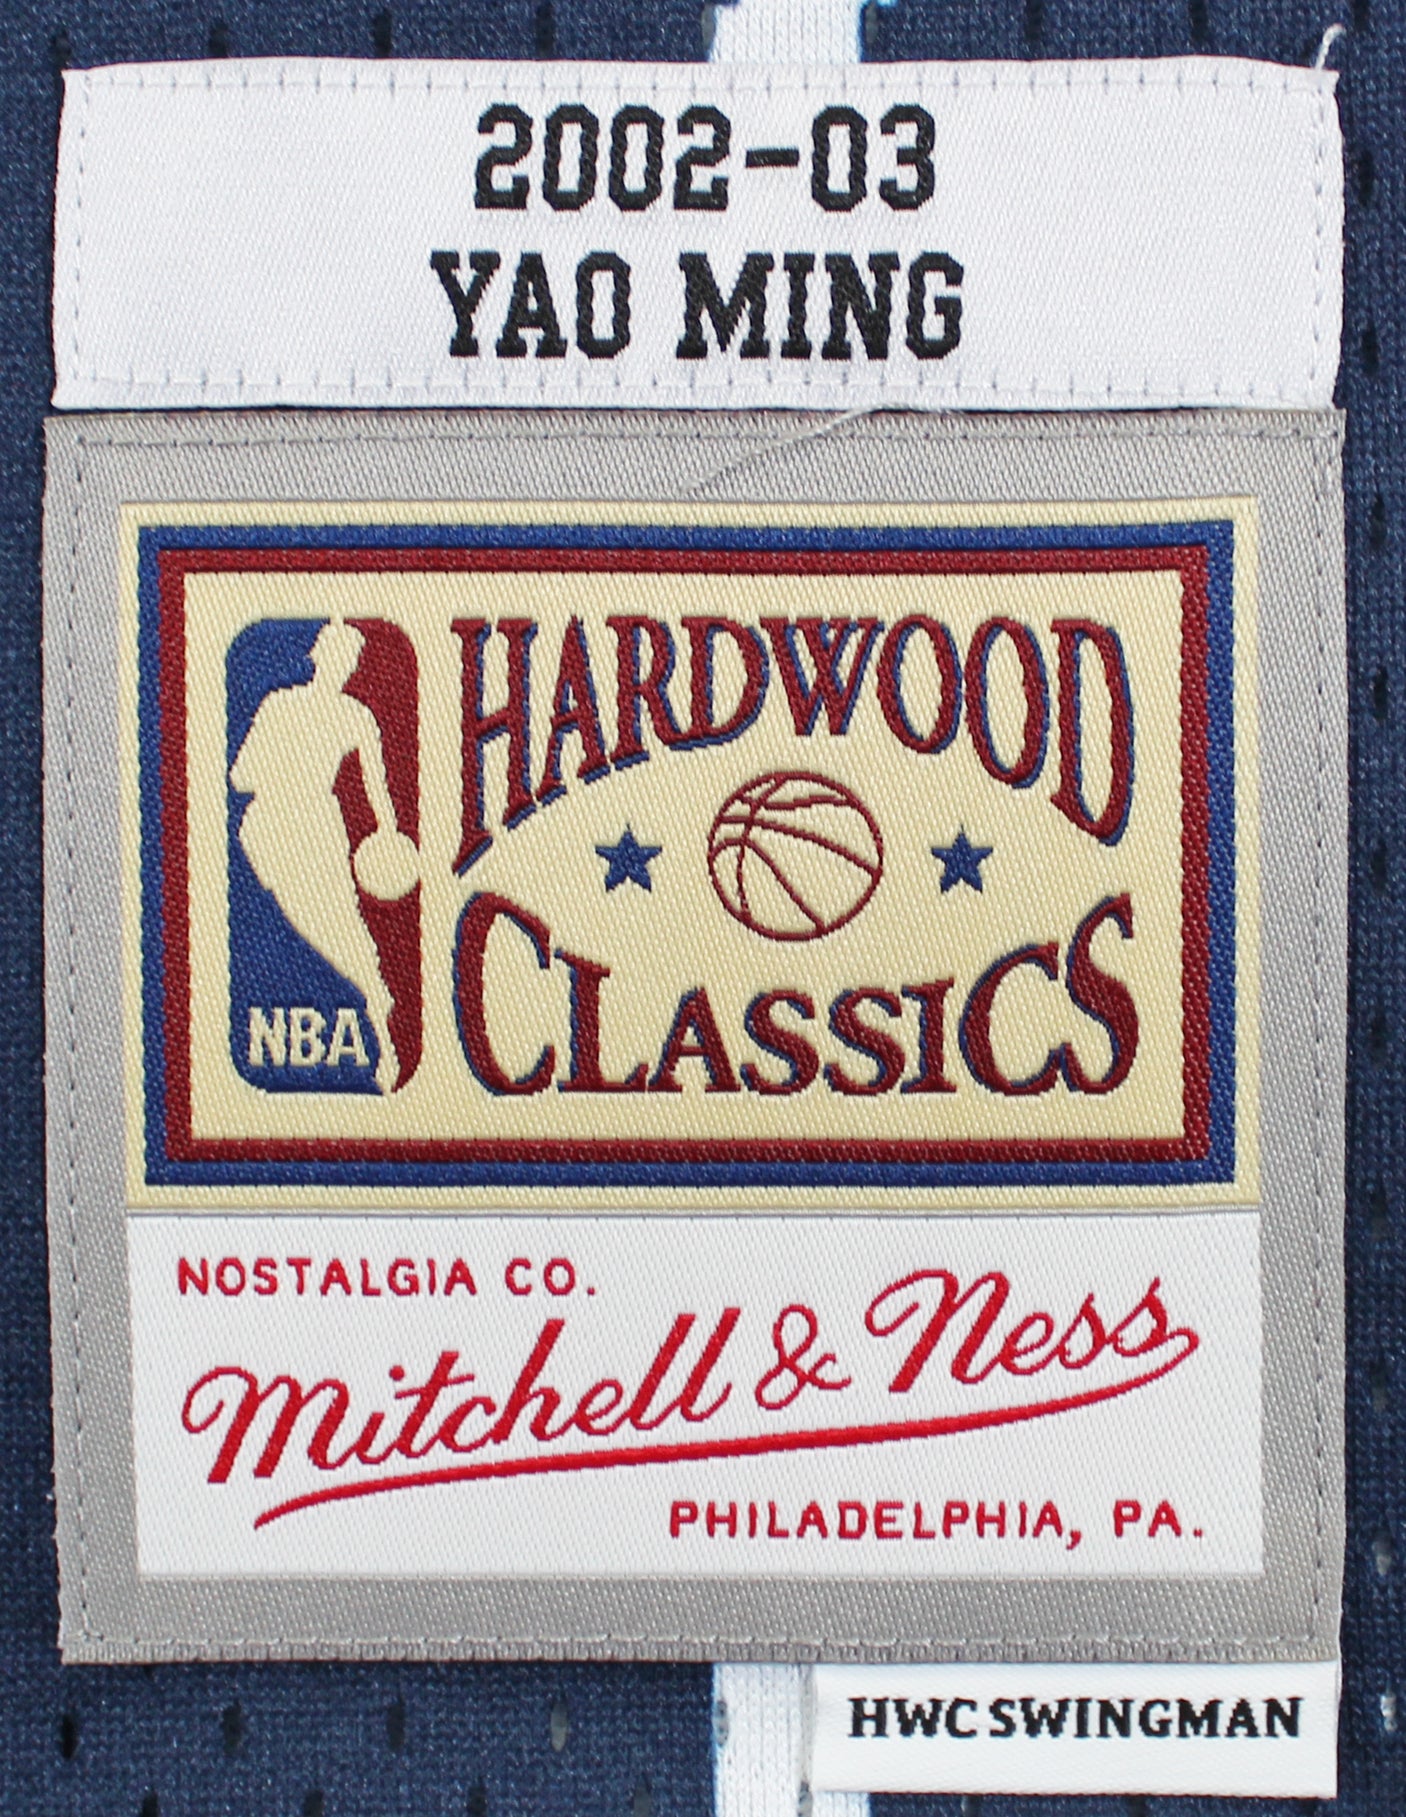 2002-03
YAO MING
HARDWOOD
CLASSICS
NBA
NOSTALGIA CO.
Mitchell & Ness
PHILADELPHIA, PA.
HWC SWINGMAN